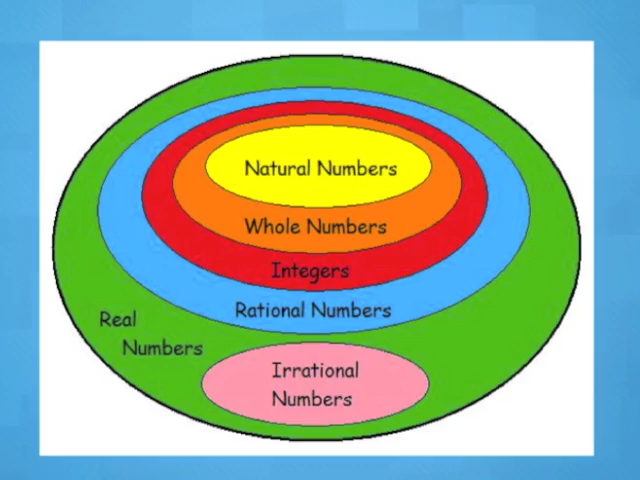 Natural Numbers
Whole Numbers
Integers
Rational Numbers
Real
Numbers
Irrational
Numbers